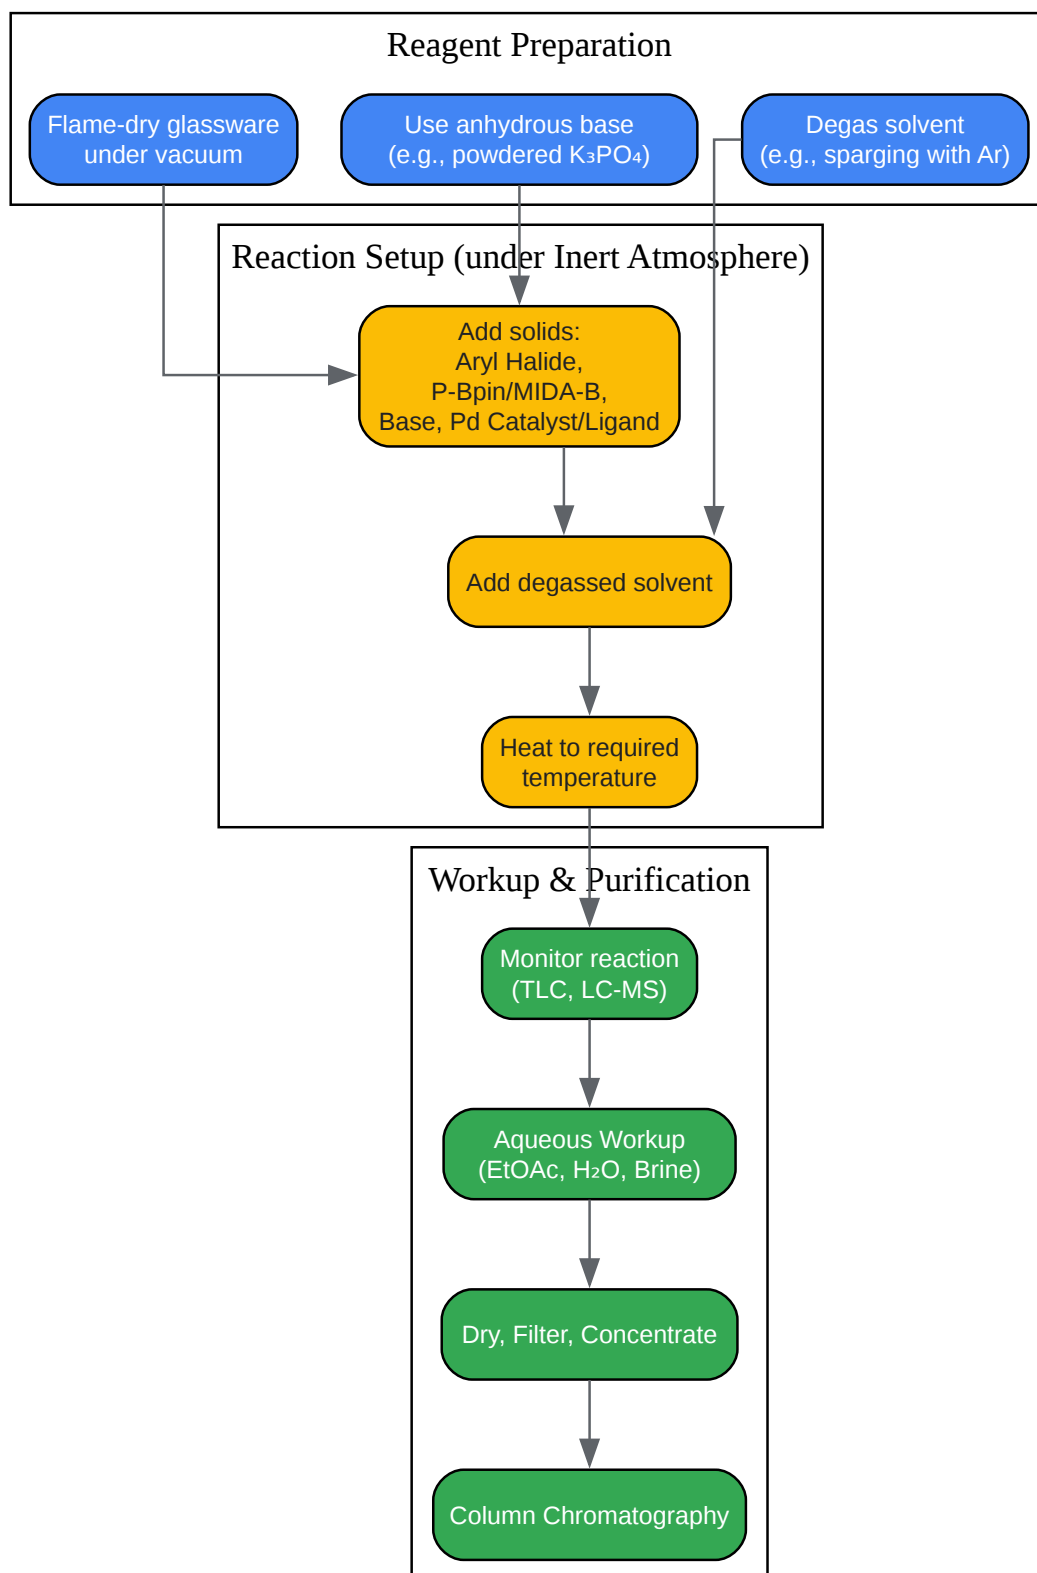 Reagent Preparation
Flame-dry glassware
under vacuum
Use anhydrous base
(e.g., powdered K₃PO₄)
Degas solvent
(e.g., sparging with Ar)
Reaction Setup (under Inert Atmosphere)
Add solids:
Aryl Halide,
P-Bpin/MIDA-B,
Base, Pd Catalyst/Ligand
Add degassed solvent
Heat to required
temperature
Workup & Purification
Monitor reaction
(TLC, LC-MS)
Aqueous Workup
(EtOAc, H₂O, Brine)
Dry, Filter, Concentrate
Column Chromatography